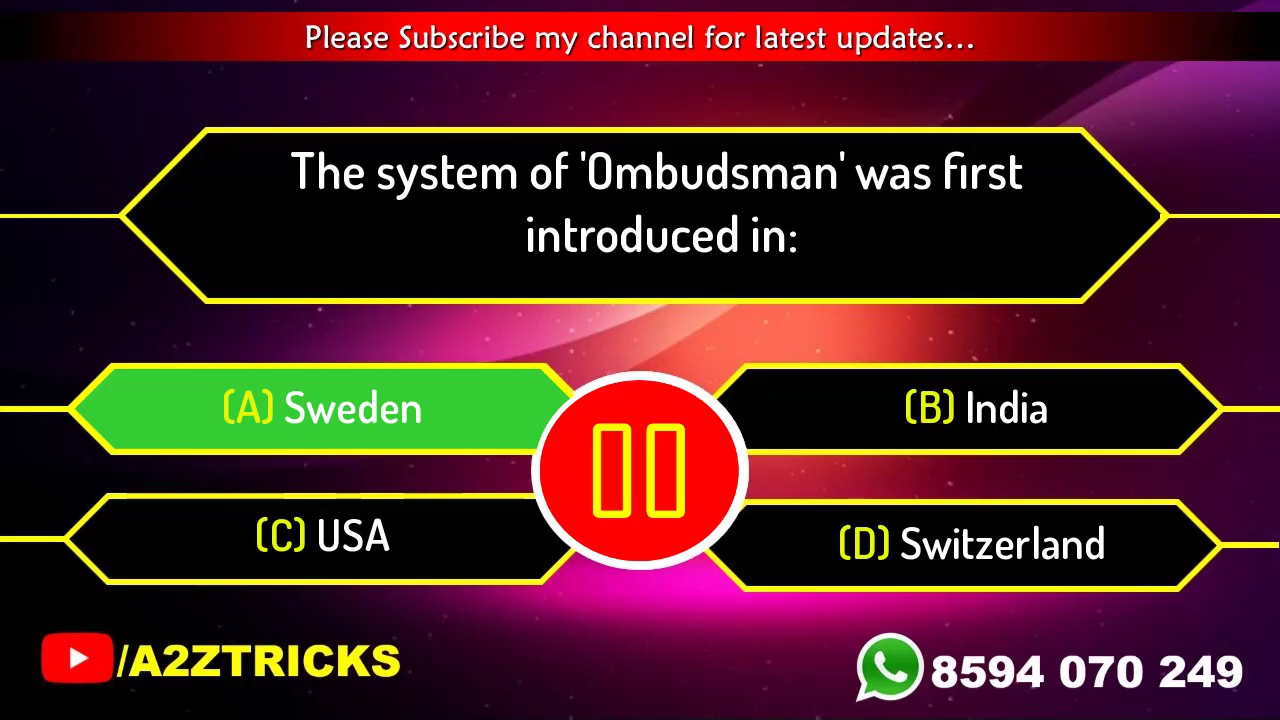 Please Subscribe my channel for latest updates...
The system of 'Ombudsman' was first
introduced in:
(A) Sweden
(B) India
(C) USA
(D) Switzerland
/A2ZTRICKS
8594 070 249